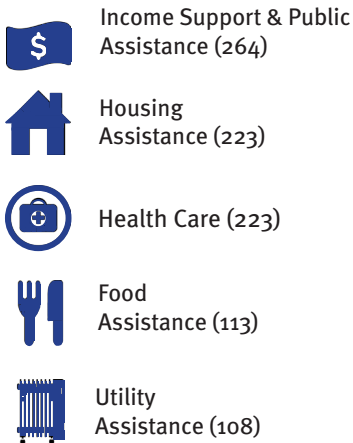 $
Income Support & Public
Assistance (264)
Housing
Assistance (223)
Health Care (223)
Food
Assistance (113)
Utility
Assistance (108)